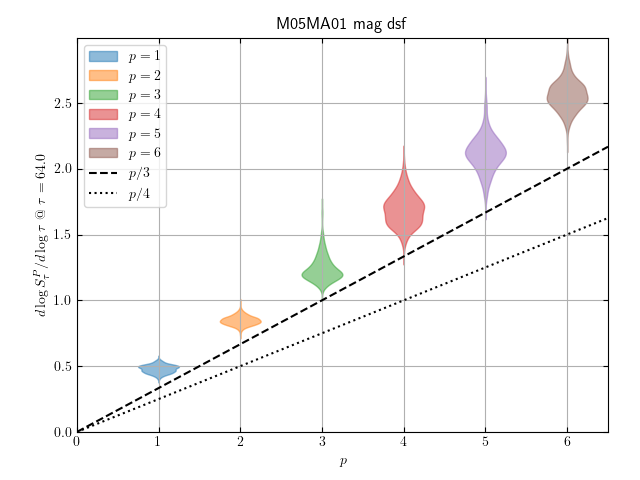 M05MA01 mag dsf
p = 1
p = 2
p = 3
p = 4
p = 5
p = 6
p/3
p/4
d log S_τ^P / d log τ @ τ = 64.0
2.5
2.0
1.5
1.0
0.5
0.0
0 1 2 3 4 5 6
p